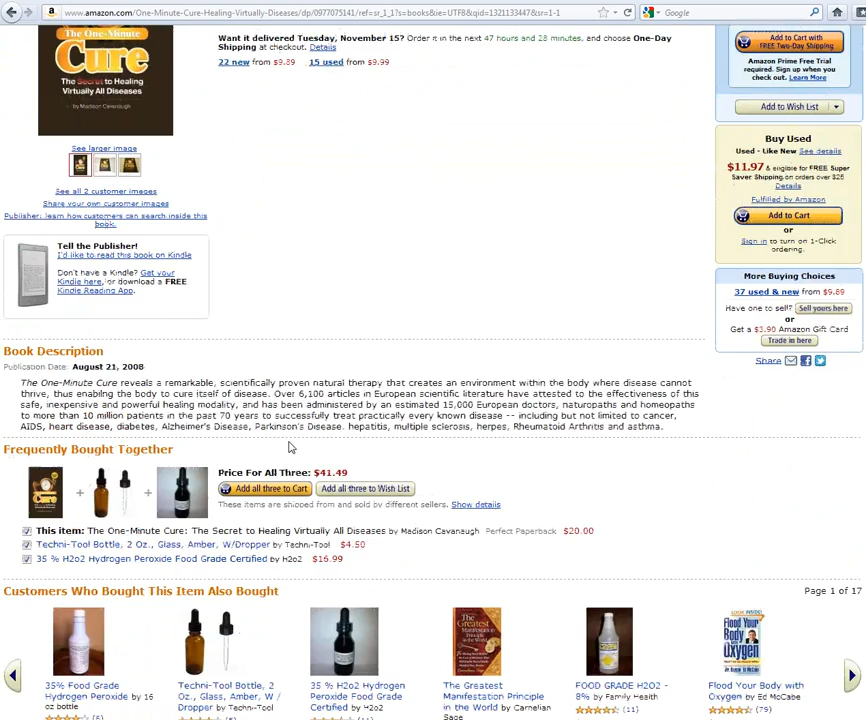 www.amazon.com/One-Minute-Cure-Healing-Virtually-Diseases/dp/0977075141/ref=sr_1_1?s=books&ie=UTF8&qid=1321133447&sr=1-1
Google
The One-Minute
Cure
The Secret to Healing
Virtually All Diseases
by Madison Cavanaugh
See larger image
See all 2 customer images
Share your own customer images
Publisher: learn how customers can search inside this
book.
Tell the Publisher!
I'd like to read this book on Kindle
Don't have a Kindle? Get your
Kindle here, or download a FREE
Kindle Reading App.
Want it delivered Tuesday, November 15? Order it in the next 47 hours and 28 minutes, and choose One-Day
Shipping at checkout. Details
22 new from $9.89 15 used from $9.99
Add to Cart with
FREE Two-Day Shipping
Amazon Prime Free Trial
required. Sign up when you
check out. Learn More
Add to Wish List
Buy Used
Used - Like New See details
$11.97 & eligible for FREE Super
Saver Shipping on orders over $25
Details
Fulfilled by Amazon
Add to Cart
or
Sign in to turn on 1-Click
ordering.
More Buying Choices
37 used & new from $9.89
Have one to sell? Sell yours here
or
Get a $3.90 Amazon Gift Card
Trade in here
Share
Book Description
Publication Date: August 21, 2008
The One-Minute Cure reveals a remarkable, scientifically proven natural therapy that creates an environment within the body where disease cannot
thrive, thus enabling the body to cure itself of disease. Over 6,100 articles in European scientific literature have attested to the effectiveness of this
safe, inexpensive and powerful healing modality, and has been administered by an estimated 15,000 European doctors, naturopaths and homeopaths
to more than 10 million patients in the past 70 years to successfully treat practically every known disease -- including but not limited to cancer,
AIDS, heart disease, diabetes, Alzheimer's Disease, Parkinson's Disease, hepatitis, multiple sclerosis, herpes, Rheumatoid Arthritis and asthma.
Frequently Bought Together
Cure
+
+
Price For All Three: $41.49
Add all three to Cart Add all three to Wish List
These items are shipped from and sold by different sellers. Show details
This item: The One-Minute Cure: The Secret to Healing Virtually All Diseases by Madison Cavanaugh Perfect Paperback $20.00
Techni-Tool Bottle, 2 Oz., Glass, Amber, W/Dropper by Techni-Tool $4.50
35 % H2o2 Hydrogen Peroxide Food Grade Certified by H2o2 $16.99
Customers Who Bought This Item Also Bought
Page 1 of 17
35% Food Grade
Hydrogen Peroxide by 16
oz bottle
(6)
Techni-Tool Bottle, 2
Oz., Glass, Amber, W /
Dropper by Techni-Tool
35 % H2o2 Hydrogen
Peroxide Food Grade
Certified by H2o2
The Greatest
Manifestation Principle
in the World by Carnelian
Sage
FOOD GRADE H2O2 -
8% by Family Health
(11)
LOOK INSIDE!
Flood Your
Body with
Oxygen
Flood Your Body with
Oxygen by Ed McCabe
(79)